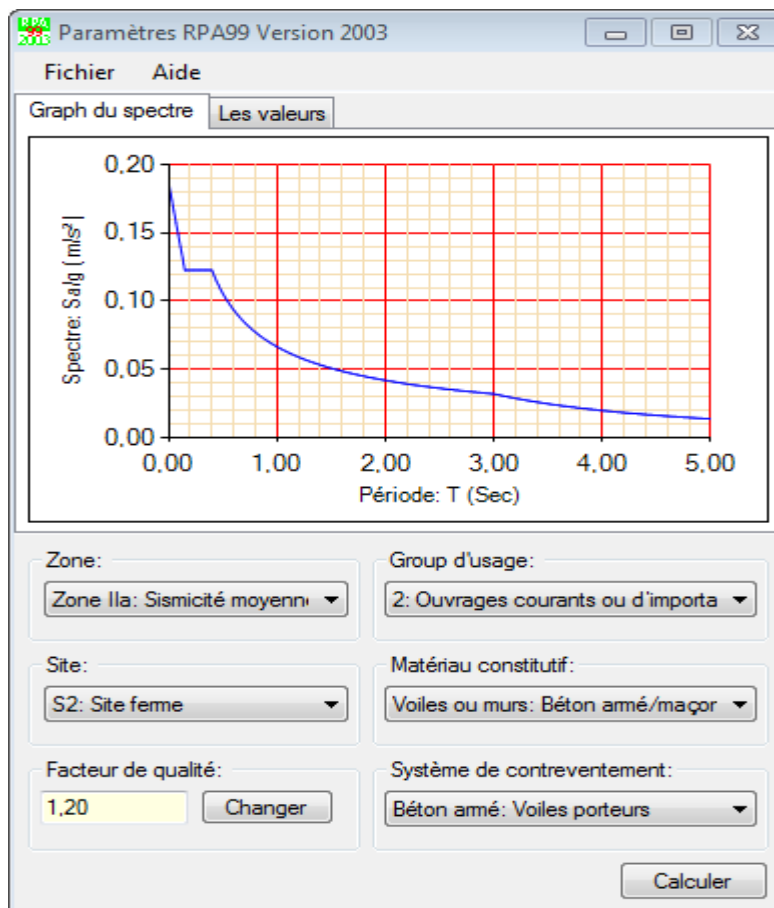 RPA 99 2003 Paramètres RPA99 Version 2003
Fichier Aide
Graph du spectre Les valeurs
0,20
0,15
0,10
0,05
0,00
Spectre: Sa/g ( m/s²|
0,00 1,00 2,00 3,00 4,00 5,00
Période: T (Sec)
Zone: Group d'usage:
Zone IIa: Sismicité moyenn 2: Ouvrages courants ou d'importa
Site: Matériau constitutif:
S2: Site ferme Voiles ou murs: Béton armé/maçor
Facteur de qualité: Système de contreventement:
1,20 Changer Béton armé: Voiles porteurs
Calculer